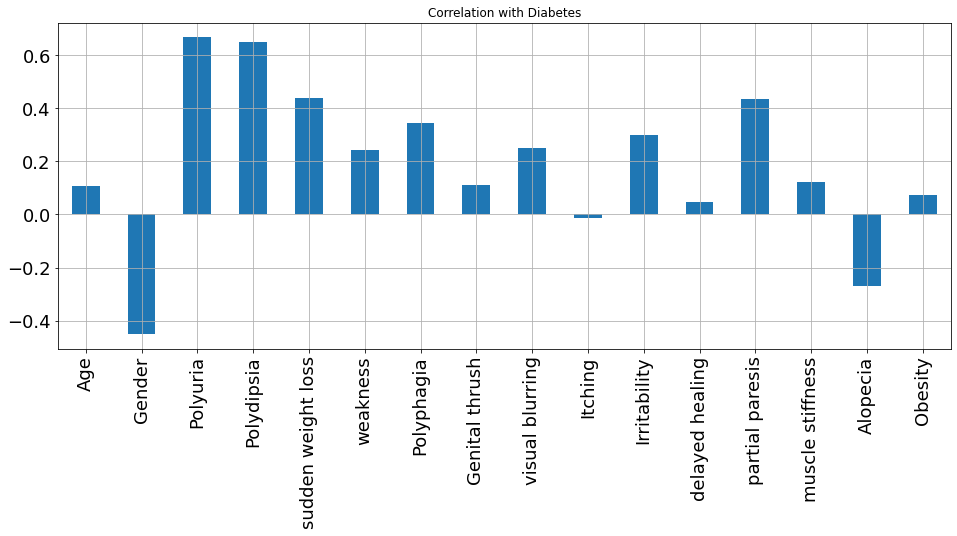 Correlation with Diabetes
0.6
0.4
0.2
0.0
−0.2
−0.4
Age
Gender
Polyuria
Polydipsia
sudden weight loss
weakness
Polyphagia
Genital thrush
visual blurring
Itching
Irritability
delayed healing
partial paresis
muscle stiffness
Alopecia
Obesity